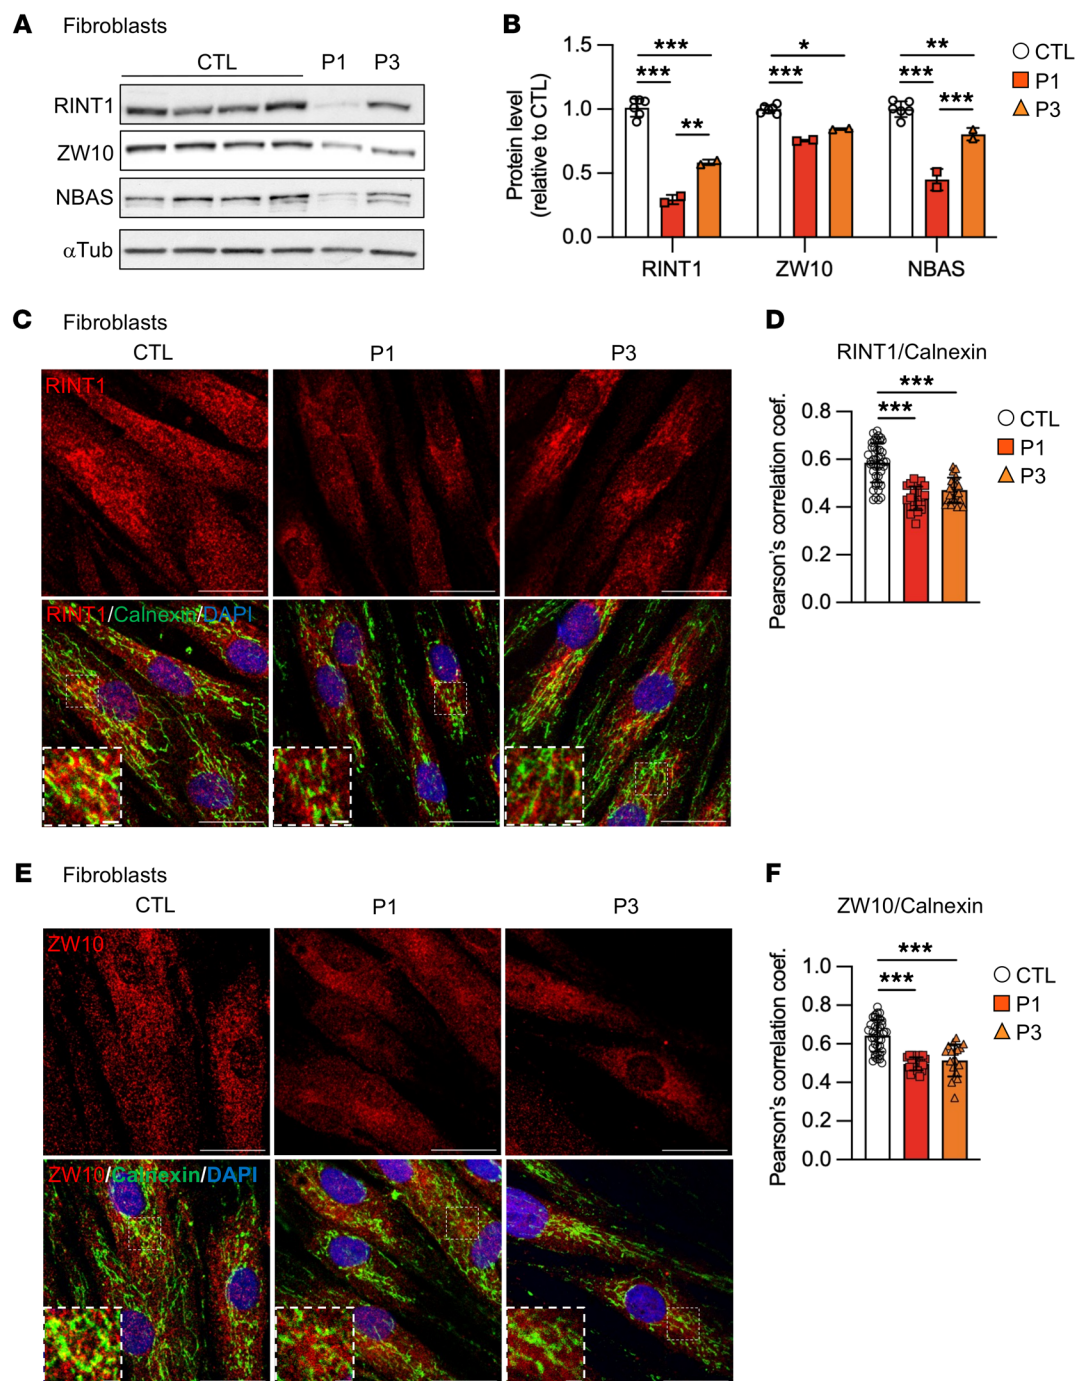 A Fibroblasts
CTL P1 P3
RINT1
ZW10
NBAS
αTub
B
Protein level
(relative to CTL)
1.5
1.0
0.5
0.0
*** * **
*** *** ***
** ***
RINT1 ZW10 NBAS
CTL
P1
P3
C Fibroblasts
CTL P1 P3
RINT1
RINT1/Calnexin/DAPI
D
RINT1/Calnexin
Pearson's correlation coef.
0.8
0.6
0.4
0.2
0.0
***
***
CTL
P1
P3
E Fibroblasts
CTL P1 P3
ZW10
ZW10/Calnexin/DAPI
F
ZW10/Calnexin
Pearson's correlation coef.
1.0
0.8
0.6
0.4
0.2
0.0
***
***
CTL
P1
P3